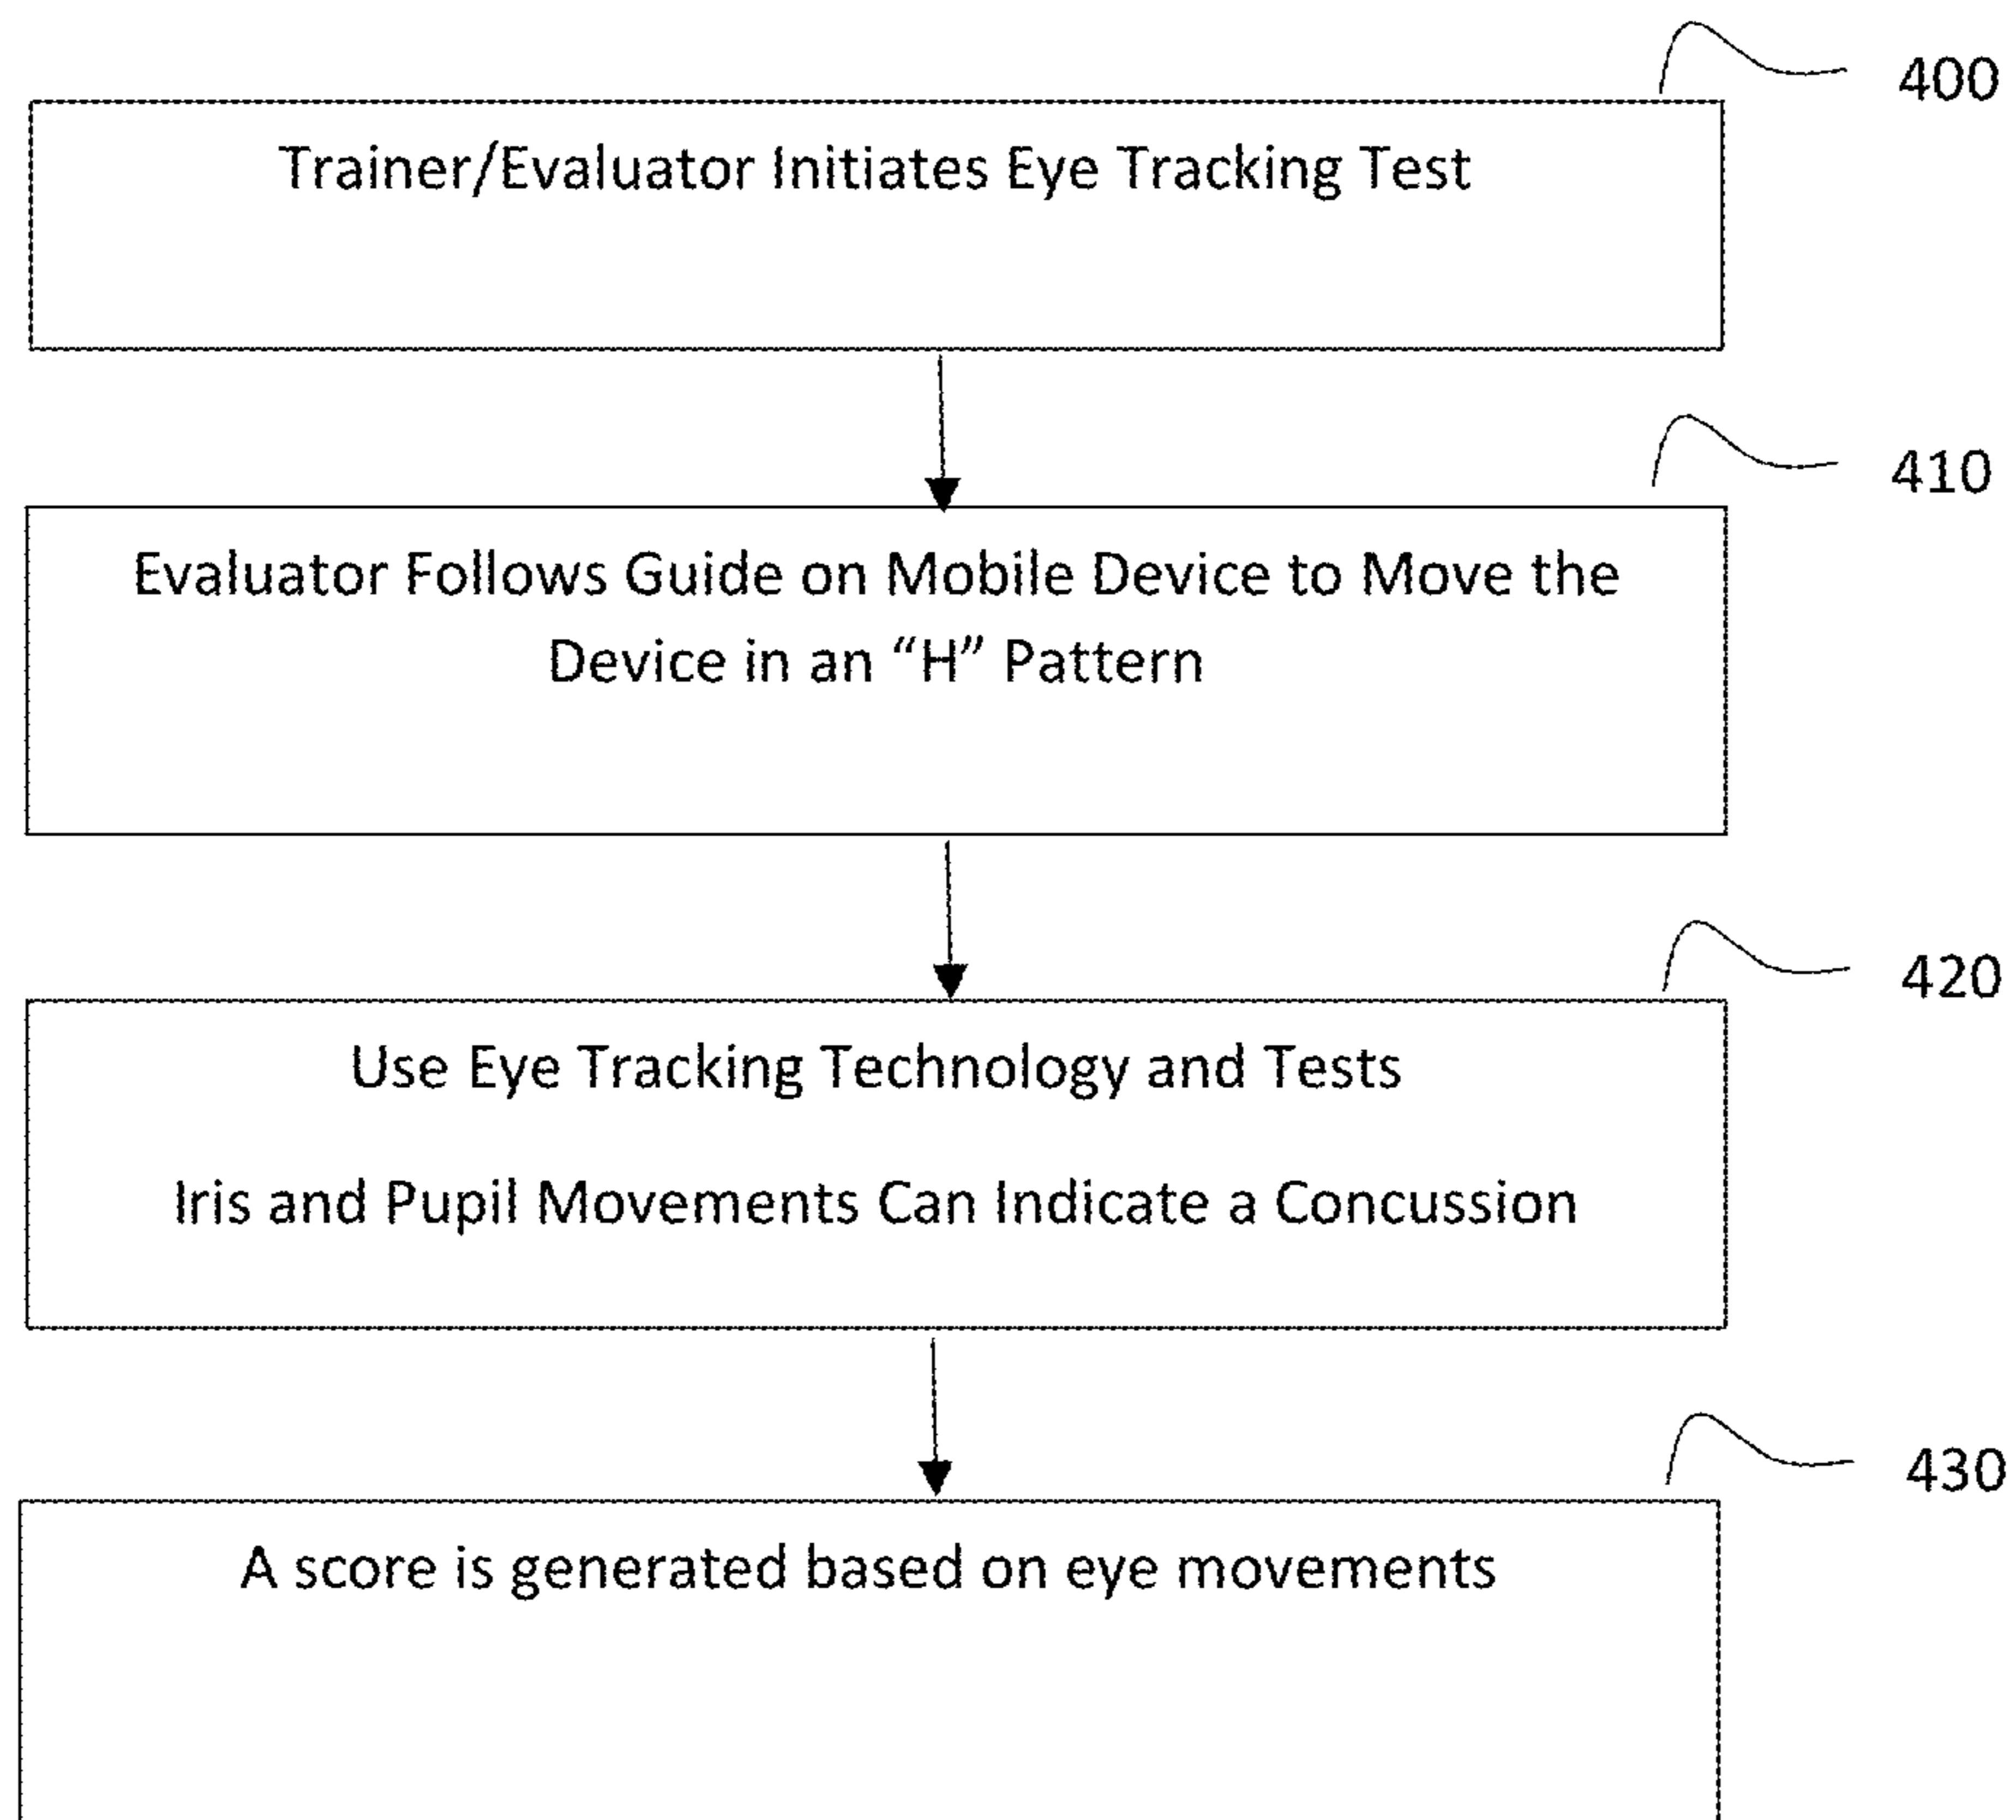 400
Trainer/Evaluator Initiates Eye Tracking Test
410
Evaluator Follows Guide on Mobile Device to Move the
Device in an “H” Pattern
420
Use Eye Tracking Technology and Tests
Iris and Pupil Movements Can Indicate a Concussion
430
A score is generated based on eye movements